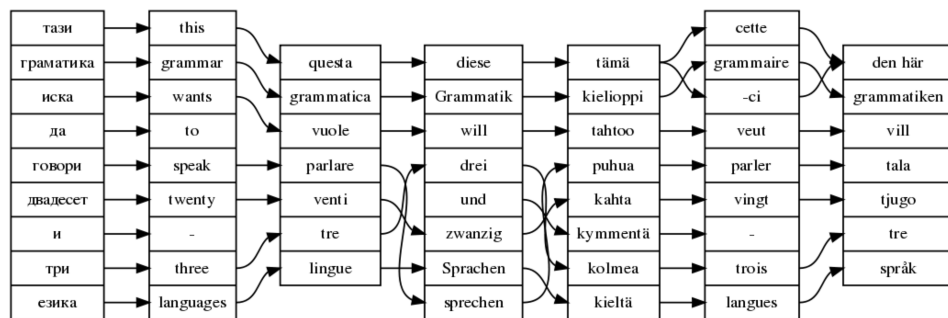 тази
граматика
иска
да
говори
двадесет
и
три
езика
this
grammar
wants
to
speak
twenty
-
three
languages
questa
grammatica
vuole
parlare
venti
tre
lingue
diese
Grammatik
will
drei
und
zwanzig
Sprachen
sprechen
tämä
kielioppi
tahtoo
puhua
kahta
kymmentä
kolmea
kieltä
cette
grammaire
-ci
veut
parler
vingt
-
trois
langues
den här
grammatiken
vill
tala
tjugo
tre
språk